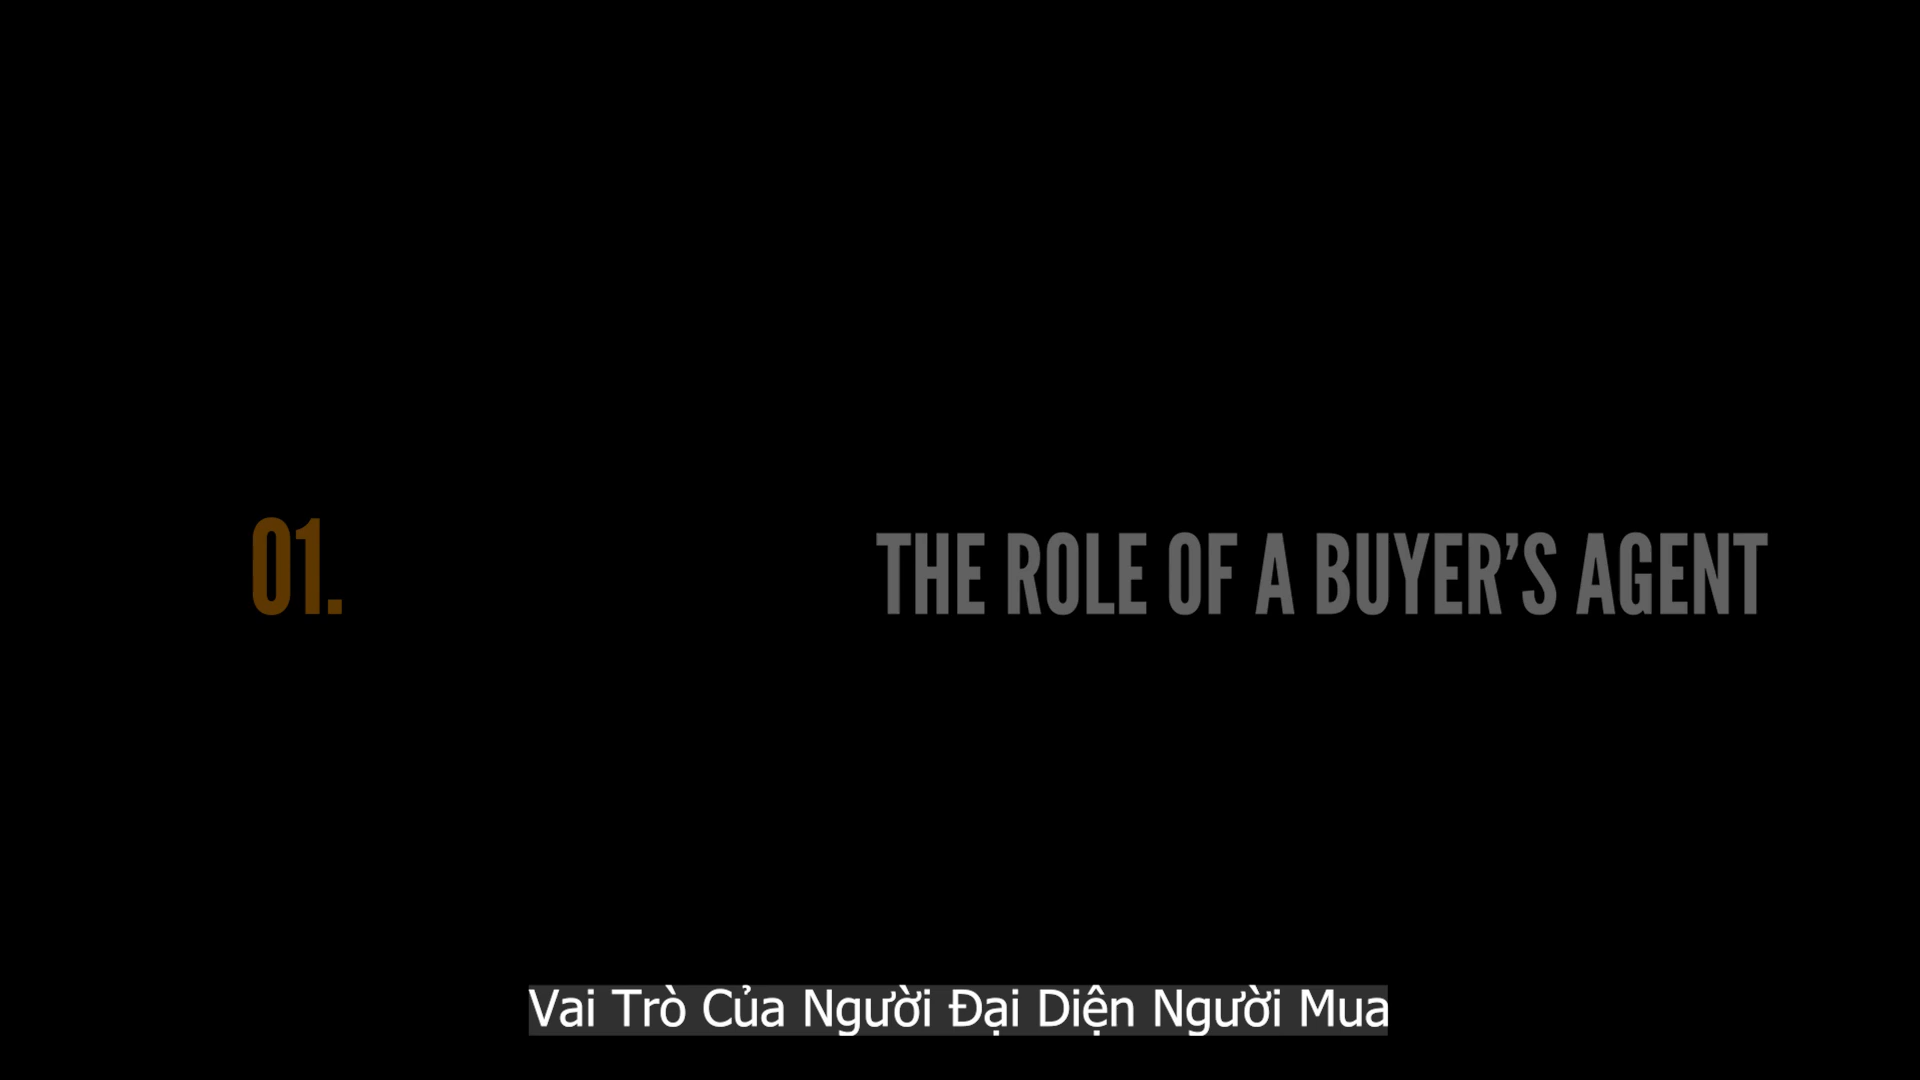 01.
THE ROLE OF A BUYER’S AGENT
Vai Trò Của Người Đại Diện Người Mua